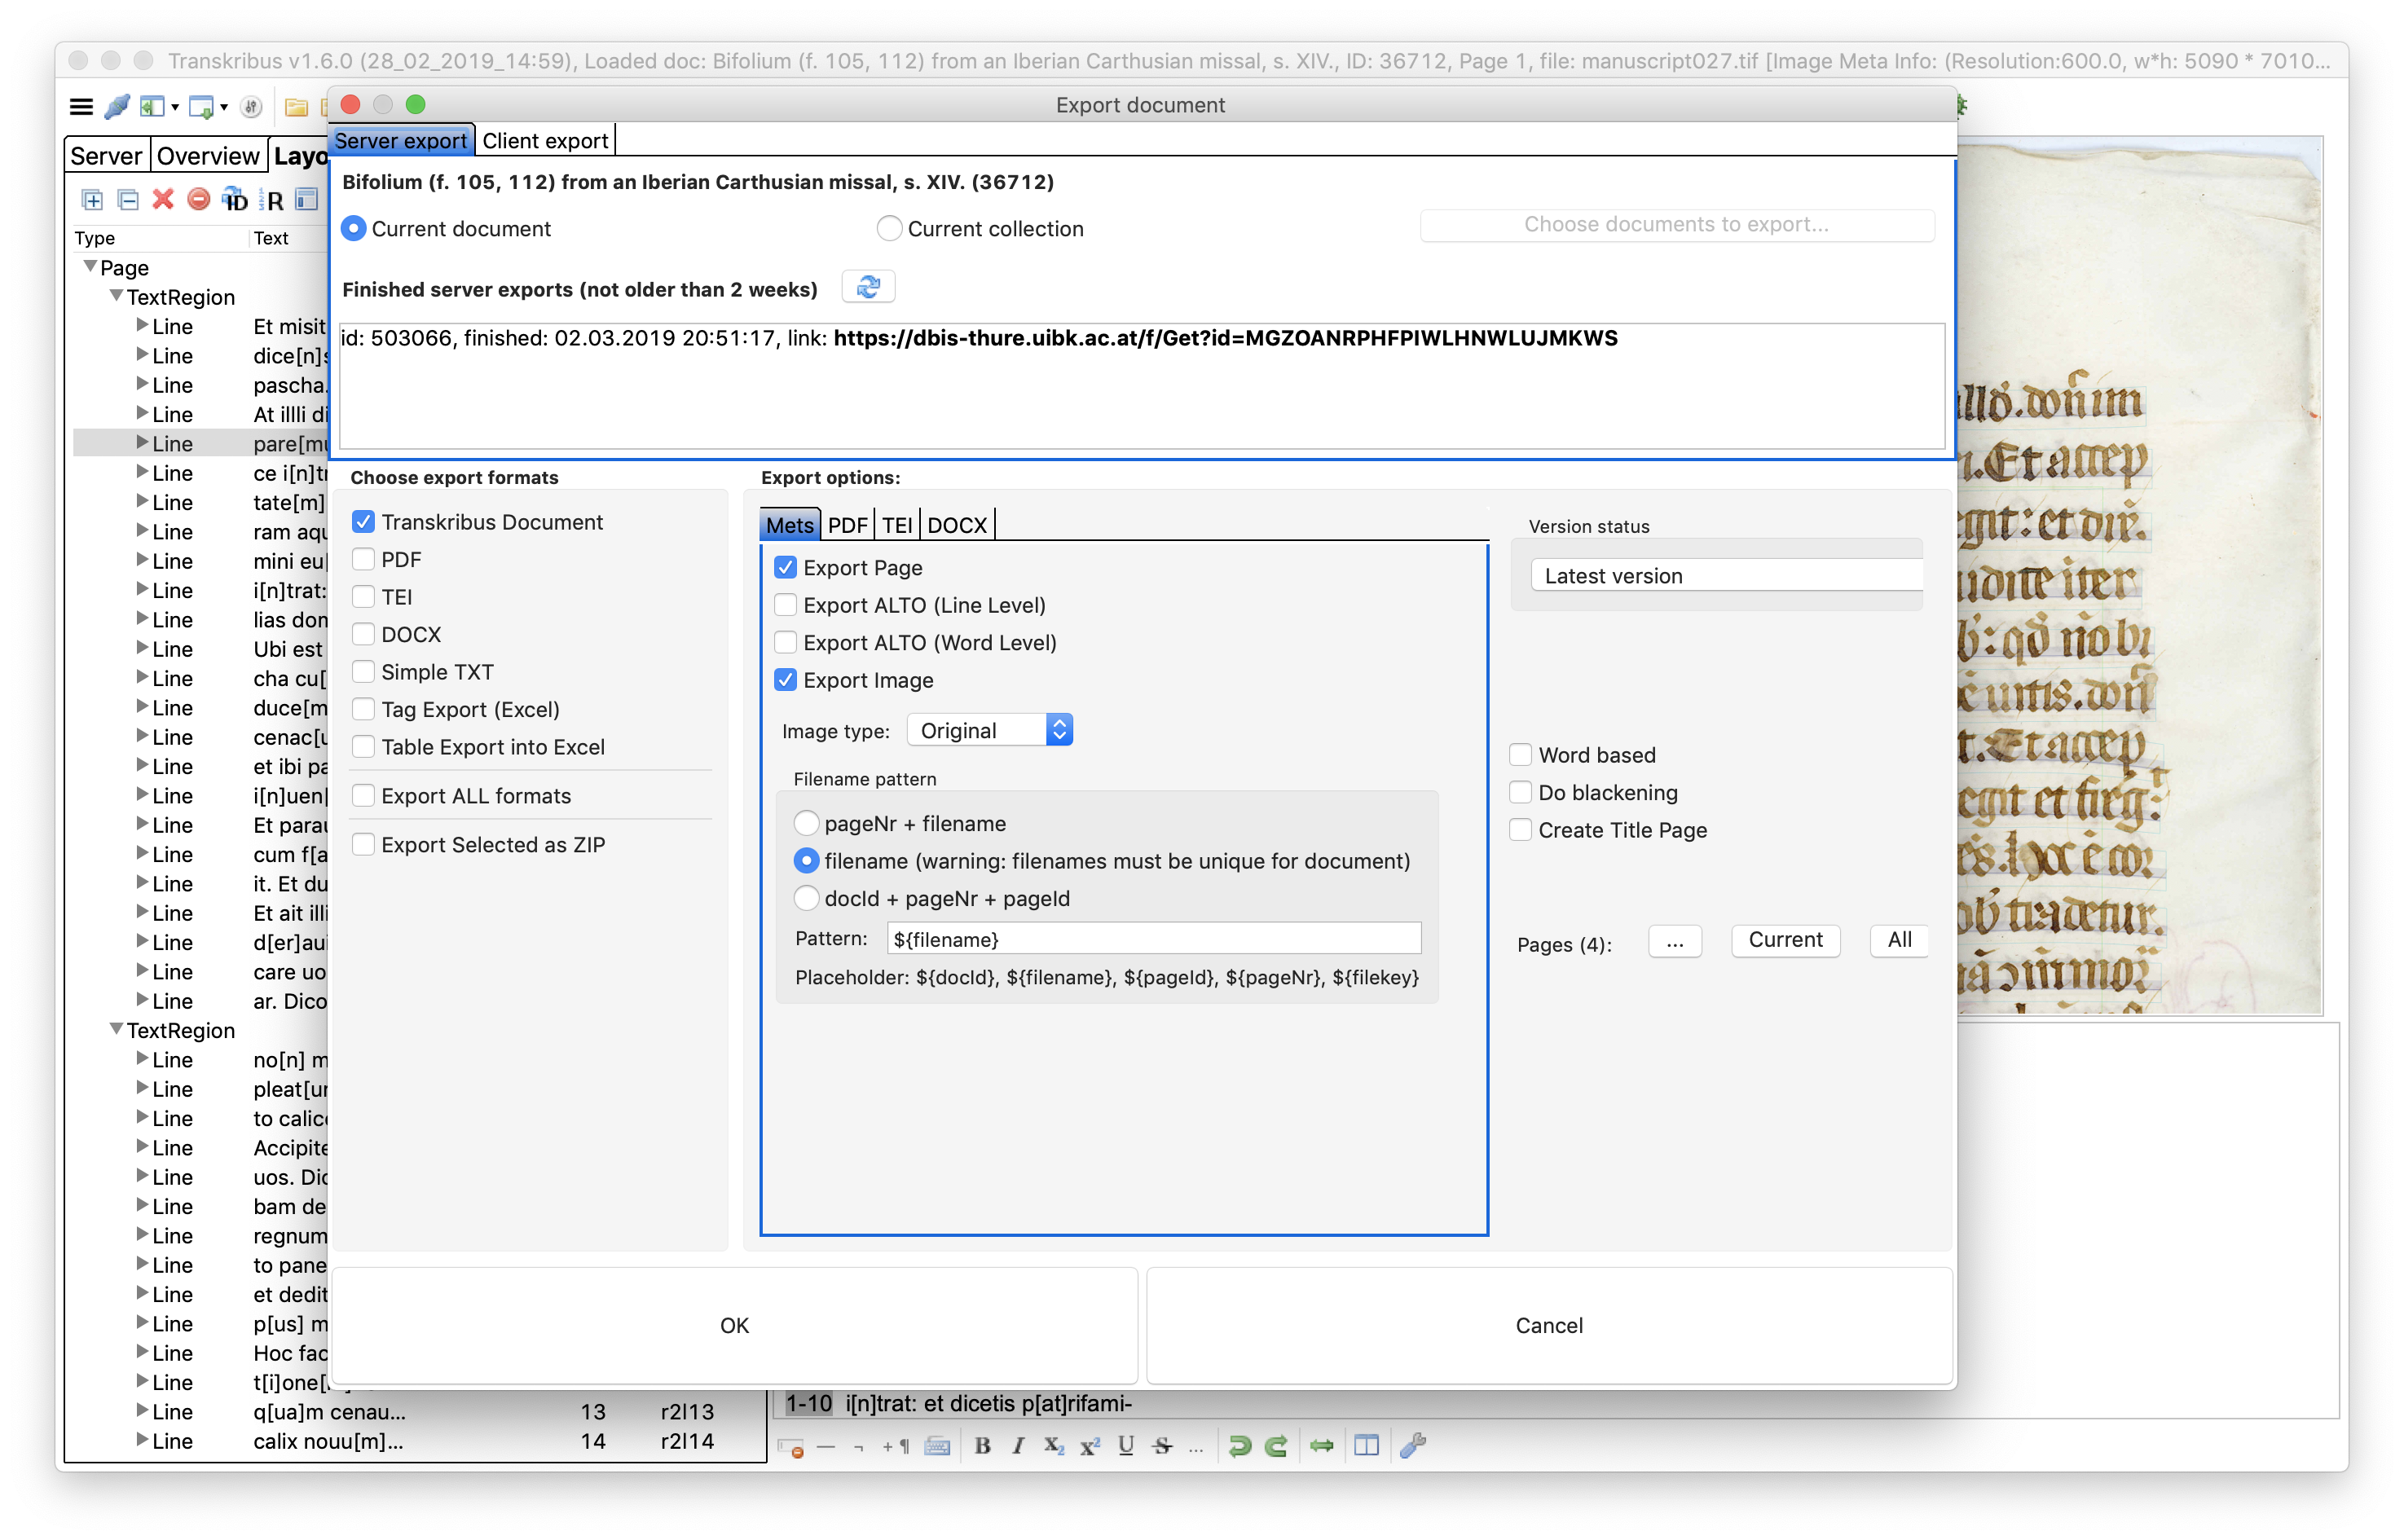 Transkribus v1.6.0 (28_02_2019_14:59), Loaded doc: Bifolium (f. 105, 112) from an Iberian Carthusian missal, s. XIV., ID: 36712, Page 1, file: manuscript027.tif [Image Meta Info: (Resolution:600.0, w*h: 5090 * 7010...
Export document
Server export Client export
Server Overview Layo
Bifolium (f. 105, 112) from an Iberian Carthusian missal, s. XIV. (36712)
Current document Current collection Choose documents to export...
Finished server exports (not older than 2 weeks)
id: 503066, finished: 02.03.2019 20:51:17, link: https://dbis-thure.uibk.ac.at/f/Get?id=MGZOANRPHFPIWLHNWLUJMKWS
Type Text
Page
TextRegion
Line Et misit
Line dice[n]s
Line pascha.
Line At illli di
Line pare[mu
Line ce i[n]tr
Line tate[m]
Line ram aqu
Line mini eu[
Line i[n]trat:
Line lias don
Line Ubi est
Line cha cu[
Line duce[m
Line cenac[u
Line et ibi pa
Line i[n]uen[
Line Et parau
Line cum f[a
Line it. Et du
Line Et ait illi
Line d[er]aui
Line care uo
Line ar. Dico
TextRegion
Line no[n] m
Line pleat[ur
Line to calic
Line Accipite
Line uos. Dic
Line bam de
Line regnum
Line to pane
Line et dedit
Line p[us] m
Line Hoc fac
Line t[i]one[
Line q[ua]m cenau... 13 r2l13
Line calix nouu[m]... 14 r2l14
Choose export formats
Transkribus Document
PDF
TEI
DOCX
Simple TXT
Tag Export (Excel)
Table Export into Excel
Export ALL formats
Export Selected as ZIP
Export options:
Mets PDF TEI DOCX
Export Page
Export ALTO (Line Level)
Export ALTO (Word Level)
Export Image
Image type: Original
Filename pattern
pageNr + filename
filename (warning: filenames must be unique for document)
docId + pageNr + pageId
Pattern: ${filename}
Placeholder: ${docId}, ${filename}, ${pageId}, ${pageNr}, ${filekey}
Version status
Latest version
Word based
Do blackening
Create Title Page
Pages (4): ... Current All
OK Cancel
1-10 i[n]trat: et dicetis p[at]rifami-